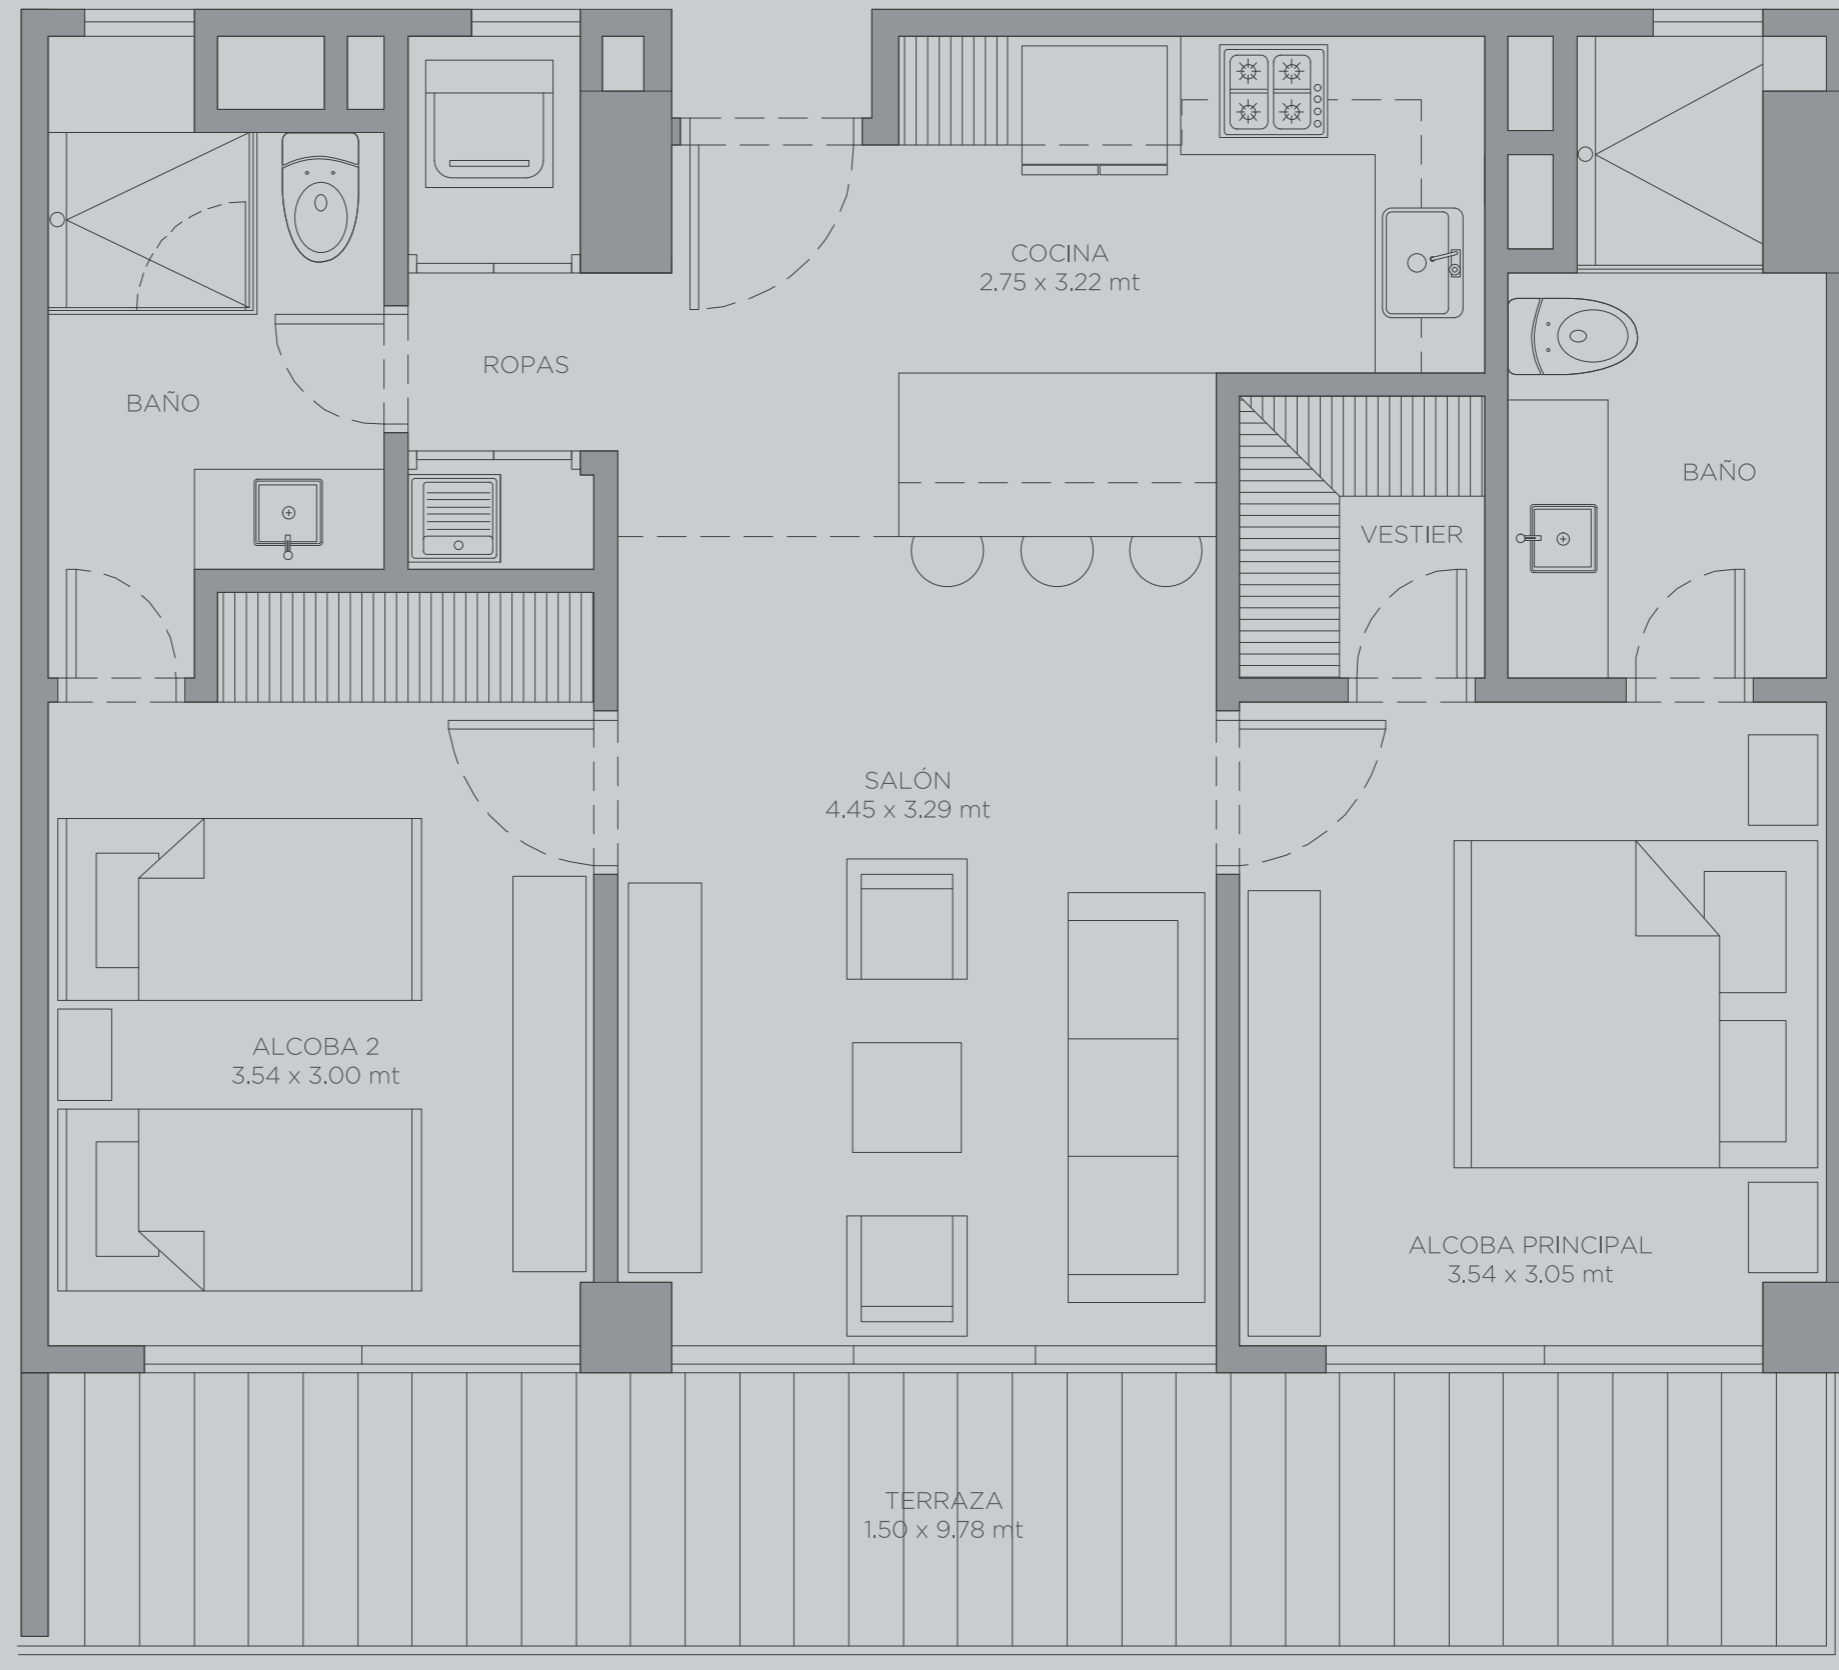 COCINA
2.75 x 3.22 mt
ROPAS
BAÑO
BAÑO
VESTIER
SALÓN
4.45 x 3.29 mt
ALCOBA 2
3.54 x 3.00 mt
ALCOBA PRINCIPAL
3.54 x 3.05 mt
TERRAZA
1.50 x 9.78 mt